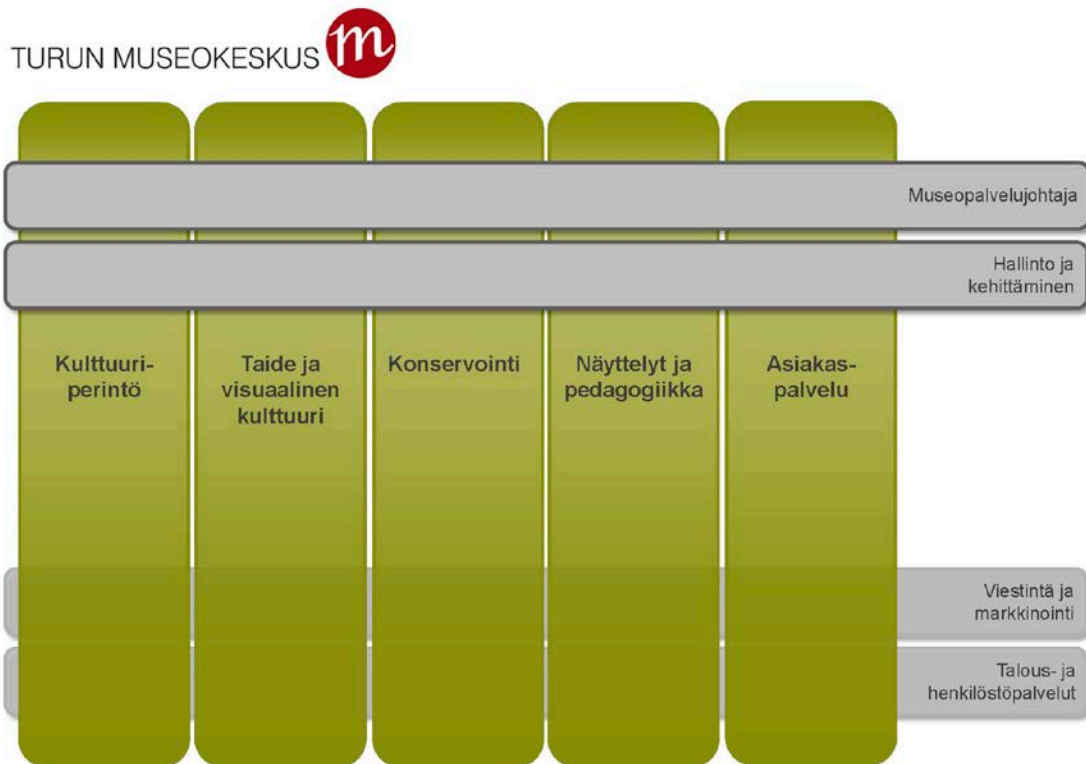 TURUN MUSEOKESKUS m
Museopalvelujohtaja
Hallinto ja
kehittäminen
Kulttuuri-
perintö
Taide ja
visuaalinen
kulttuuri
Konservointi
Näyttelyt ja
pedagogiikka
Asiakas-
palvelu
Viestintä ja
markkinointi
Talous- ja
henkilöstöpalvelut